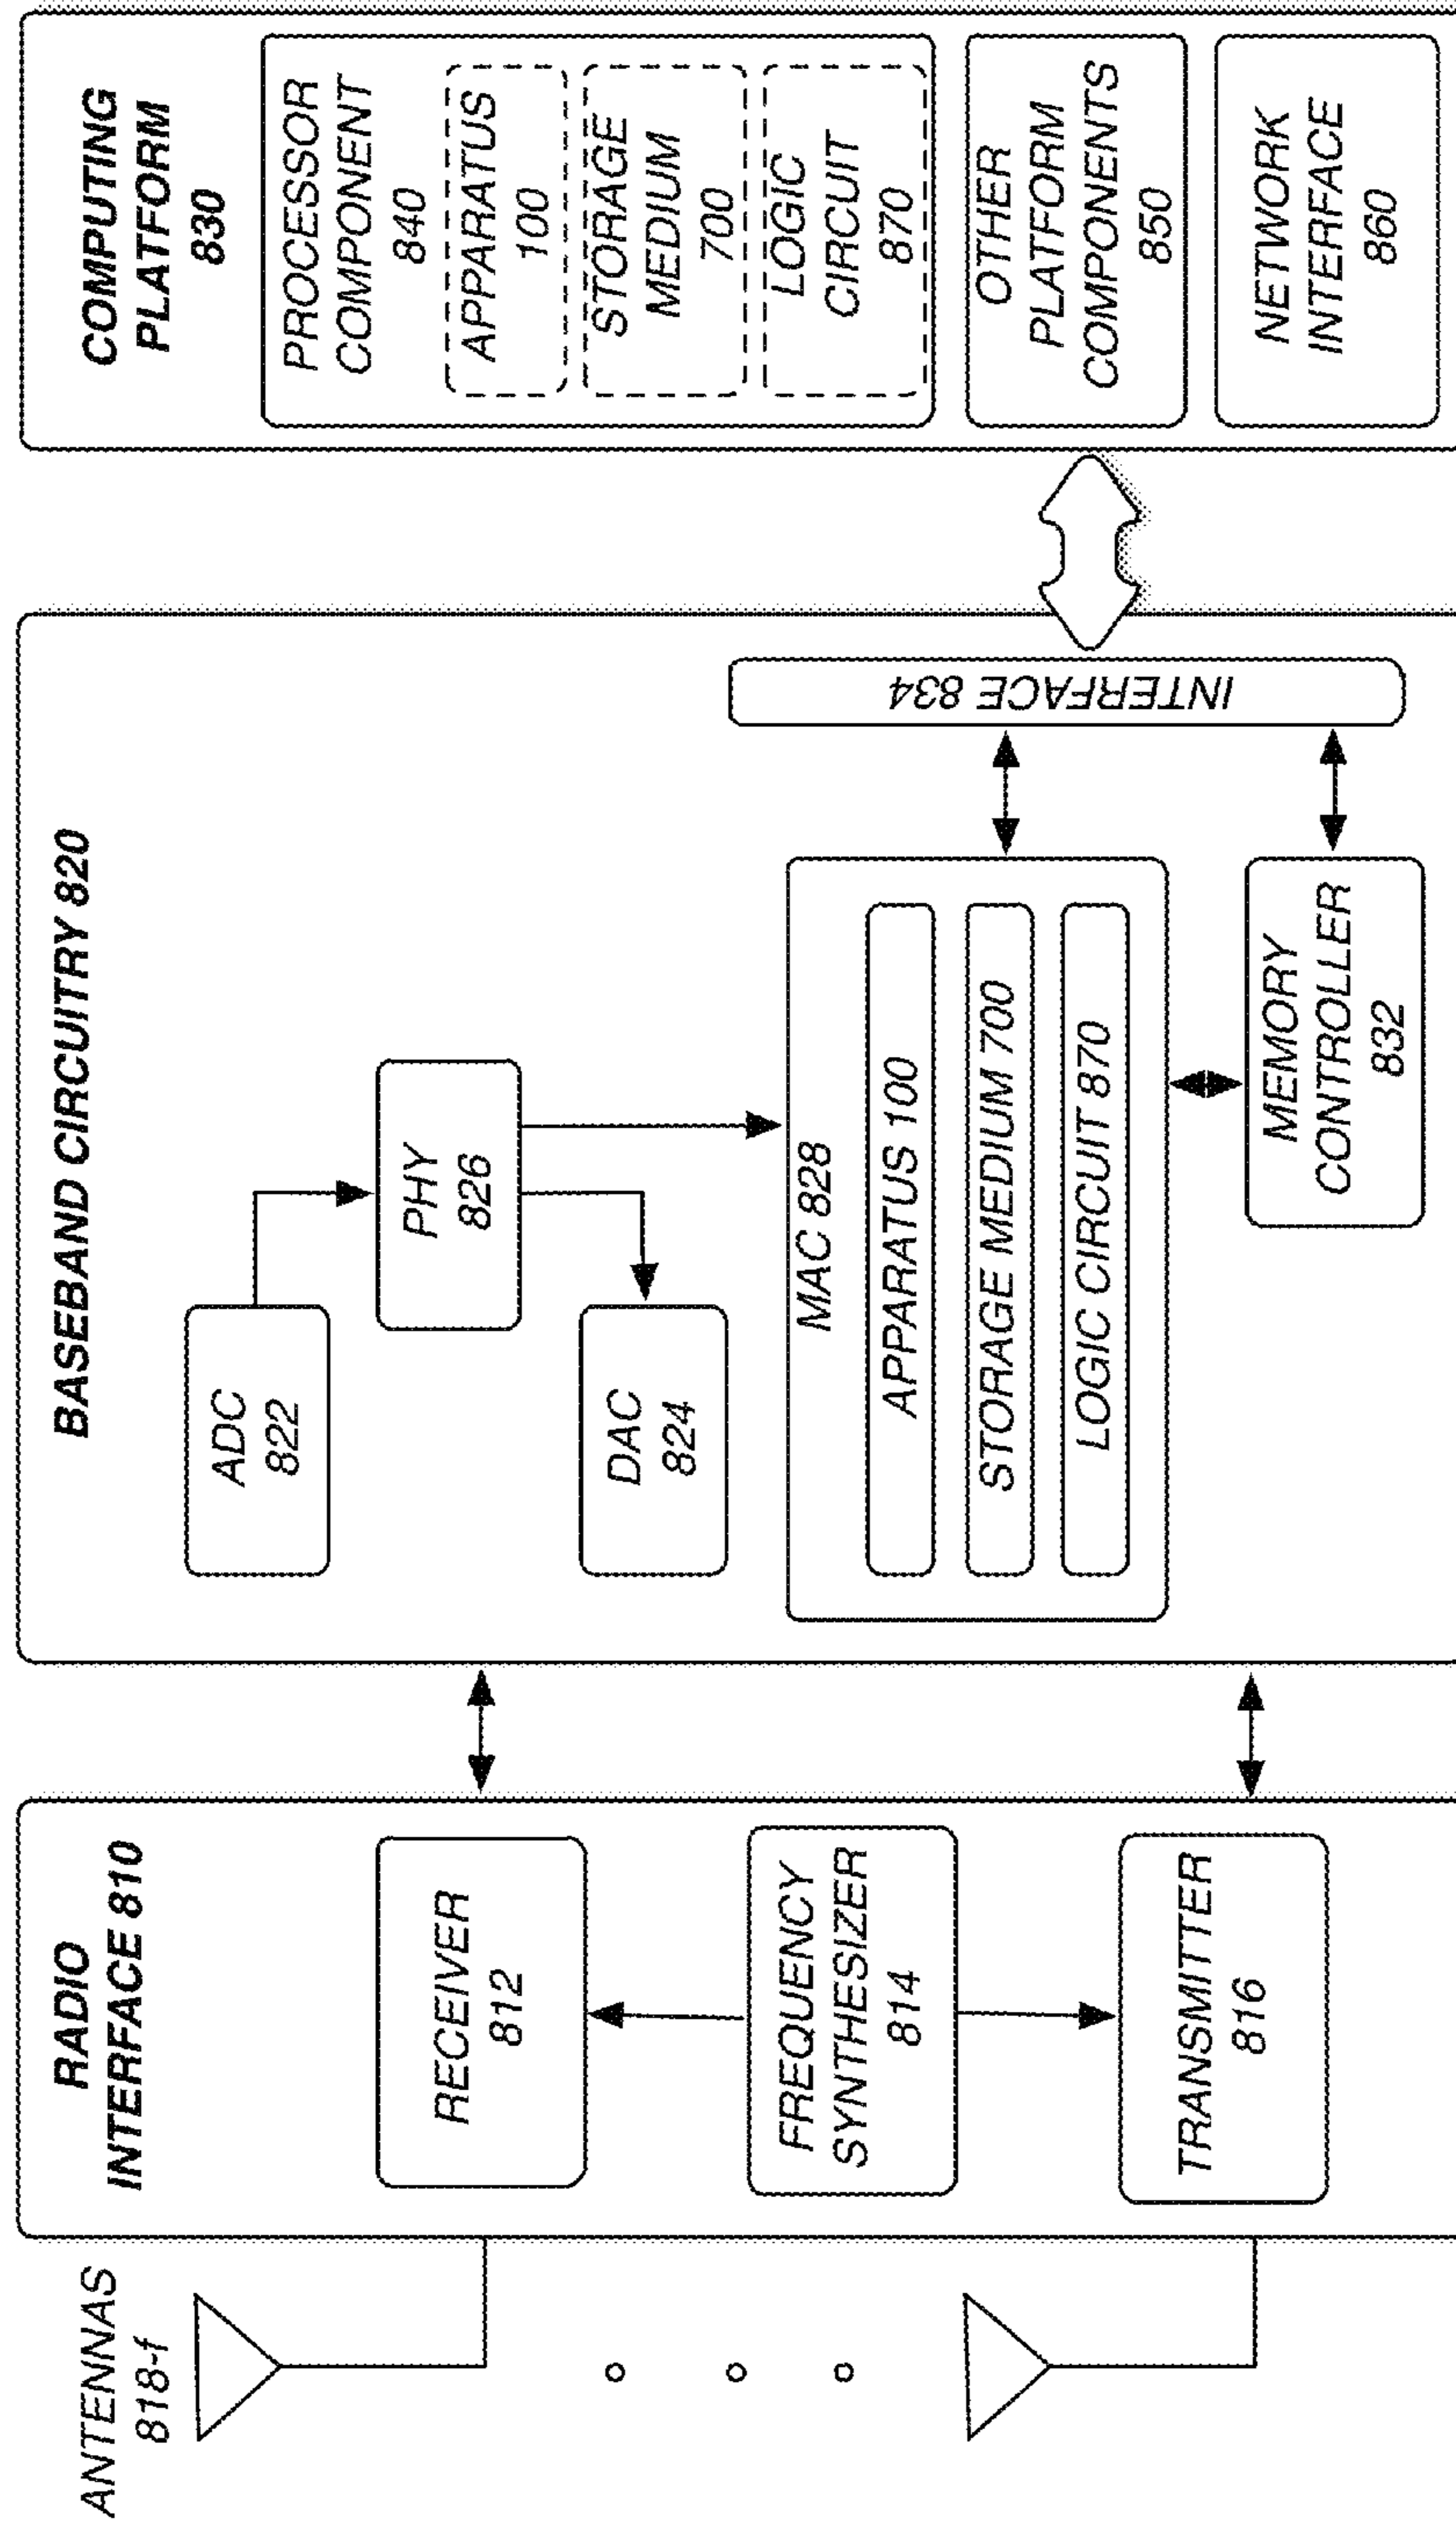 ANTENNAS
818-f
RADIO
INTERFACE 810
RECEIVER
812
FREQUENCY
SYNTHESIZER
814
TRANSMITTER
816
BASEBAND CIRCUITRY 820
ADC
822
PHY
826
DAC
824
MAC 828
APPARATUS 100
STORAGE MEDIUM 700
LOGIC CIRCUIT 870
MEMORY
CONTROLLER
832
INTERFACE 834
COMPUTING
PLATFORM
830
PROCESSOR
COMPONENT
840
APPARATUS
100
STORAGE
MEDIUM
700
LOGIC
CIRCUIT
870
OTHER
PLATFORM
COMPONENTS
850
NETWORK
INTERFACE
860